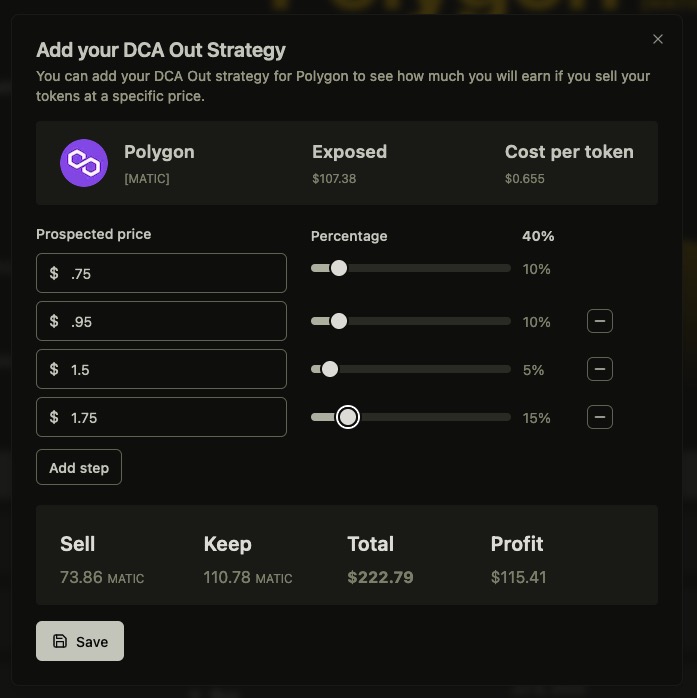 Add your DCA Out Strategy
You can add your DCA Out strategy for Polygon to see how much you will earn if you sell your
tokens at a specific price.
Polygon
[MATIC]
Exposed
$107.38
Cost per token
$0.655
Prospected price
Percentage
40%
$ .75
10%
$ .95
10%
$ 1.5
5%
$ 1.75
15%
Add step
Sell
73.86 MATIC
Keep
110.78 MATIC
Total
$222.79
Profit
$115.41
Save